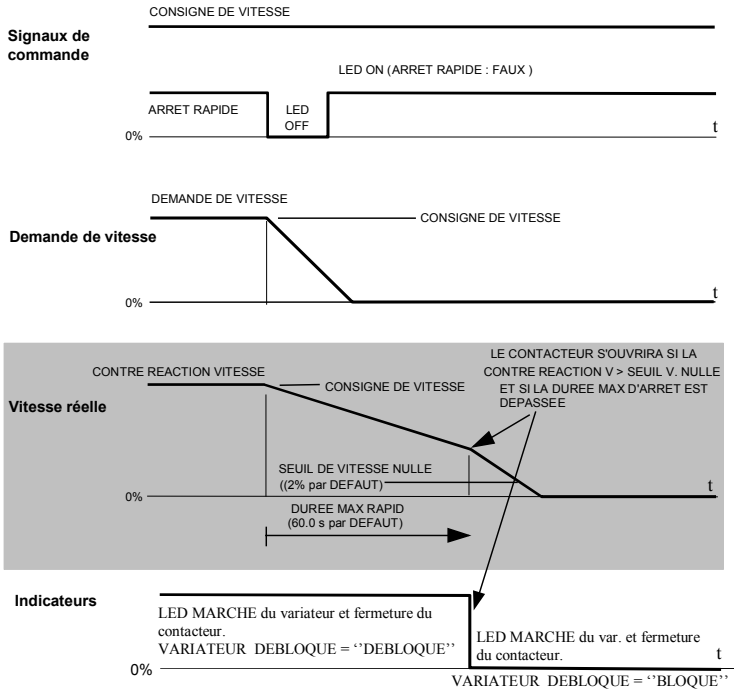 CONSIGNE DE VITESSE
Signaux de
commande
LED ON (ARRET RAPIDE : FAUX )
ARRET RAPIDE
LED
OFF
0%
t
DEMANDE DE VITESSE
CONSIGNE DE VITESSE
Demande de vitesse
0%
t
LE CONTACTEUR S'OUVRIRA SI LA
CONTRE REACTION V > SEUIL V. NULLE
ET SI LA DUREE MAX D'ARRET EST
DEPASSEE
CONTRE REACTION VITESSE
CONSIGNE DE VITESSE
Vitesse réelle
SEUIL DE VITESSE NULLE
((2% par DEFAUT)
0%
t
DUREE MAX RAPID
(60.0 s par DEFAUT)
Indicateurs
LED MARCHE du variateur et fermeture du
contacteur.
VARIATEUR DEBLOQUE = ‘’DEBLOQUE’’
LED MARCHE du var. et fermeture
du contacteur.
t
0%
VARIATEUR DEBLOQUE = ‘’BLOQUE’’